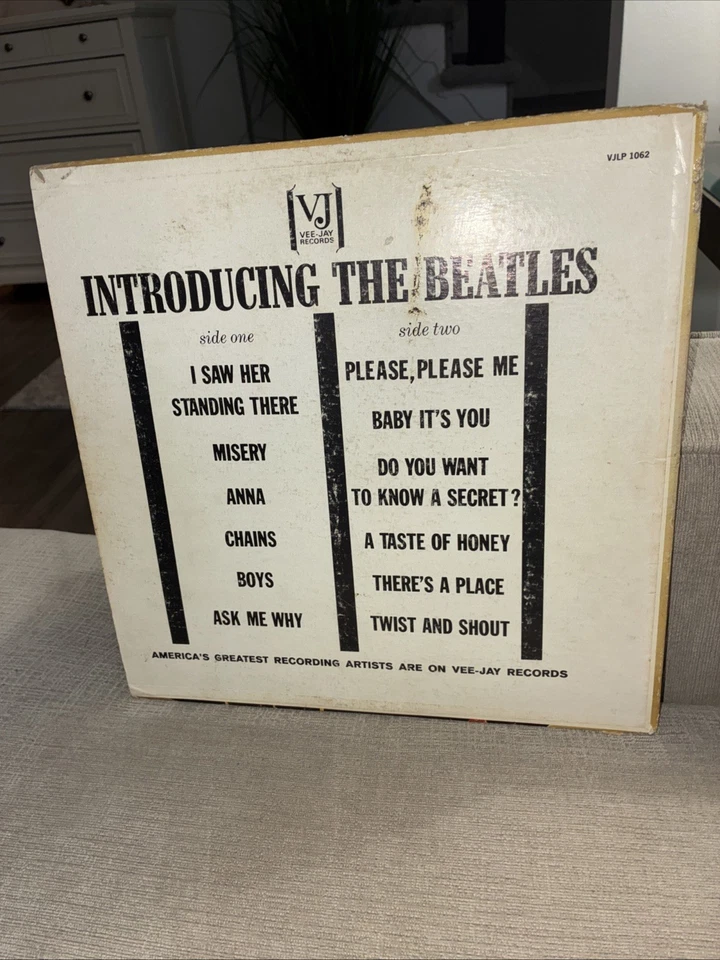 VJLP 1062
VJ
VEE-JAY
RECORDS
INTRODUCING THE BEATLES
side one
I SAW HER
STANDING THERE
MISERY
ANNA
CHAINS
BOYS
ASK ME WHY
side two
PLEASE, PLEASE ME
BABY IT'S YOU
DO YOU WANT
TO KNOW A SECRET?
A TASTE OF HONEY
THERE'S A PLACE
TWIST AND SHOUT
AMERICA'S GREATEST RECORDING ARTISTS ARE ON VEE-JAY RECORDS